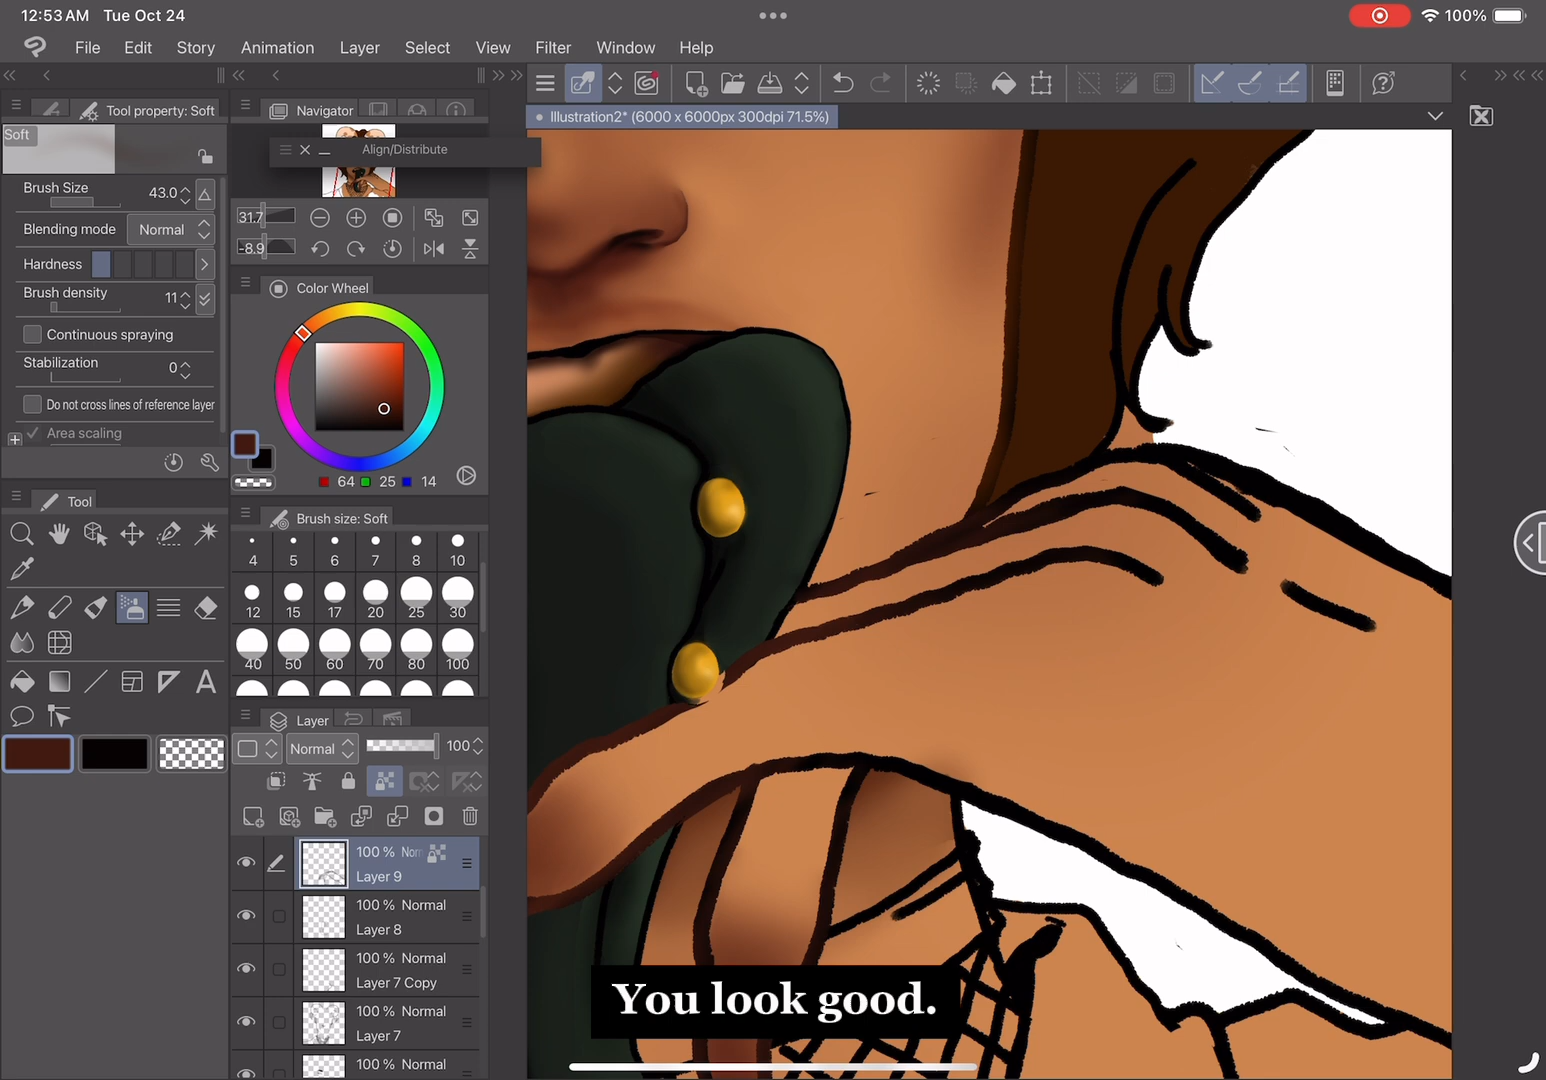 12:53 AM Tue Oct 24
100%
File Edit Story Animation Layer Select View Filter Window Help
Tool property: Soft
Navigator
Illustration2* (6000 x 6000px 300dpi 71.5%)
Soft
Align/Distribute
Brush Size 43.0
Blending mode Normal
Hardness
Brush density 11
Continuous spraying
Stabilization 0
Do not cross lines of reference layer
Area scaling
31.7
-8.9
Color Wheel
64 25 14
Tool
Brush size: Soft
4 5 6 7 8 10
12 15 17 20 25 30
40 50 60 70 80 100
A
Layer
Normal 100
100 % Nor
Layer 9
100 % Normal
Layer 8
100 % Normal
Layer 7 Copy
100 % Normal
Layer 7
100 % Normal
You look good.